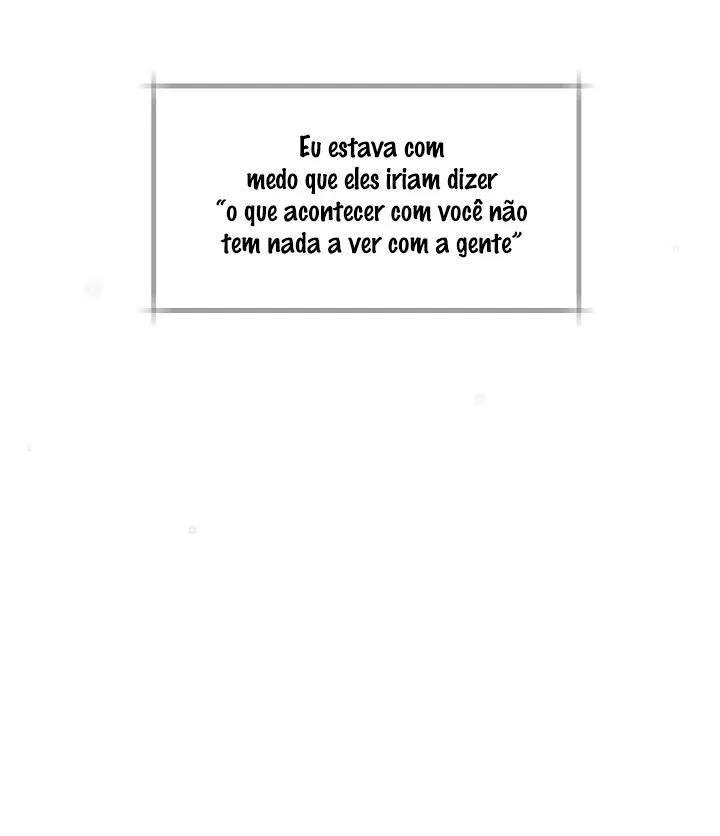 Eu estava com
medo que eles iriam dizer
“o que acontecer com você não
tem nada a ver com a gente”